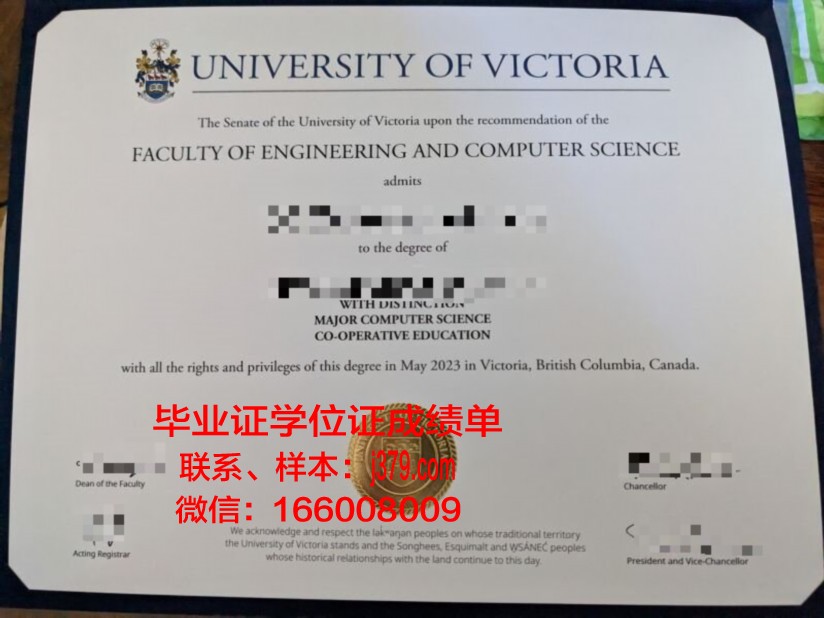 UNIVERSITY OF VICTORIA
The Senate of the University of Victoria upon the recommendation of the
FACULTY OF ENGINEERING AND COMPUTER SCIENCE
admits
to the degree of
WITH DISTINCTION
MAJOR COMPUTER SCIENCE
CO-OPERATIVE EDUCATION
with all the rights and privileges of this degree in May 2023 in Victoria, British Columbia, Canada.
毕业证学位证成绩单
联系、样本：j379.com
微信：166008009
Dean of the Faculty
Chancellor
Acting Registrar
President and Vice-Chancellor
We acknowledge and respect the lək̓ʷəŋən peoples on whose traditional territory
the University of Victoria stands and the Songhees, Esquimalt and W̱SÁNEĆ peoples
whose historical relationships with the land continue to this day.